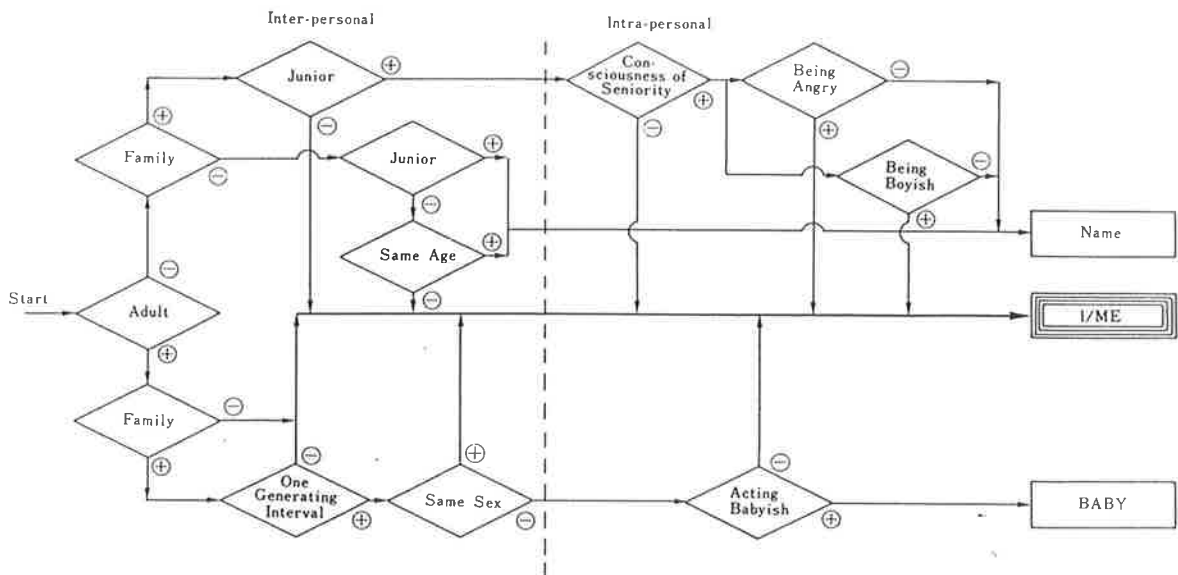 Inter-personal
Intra-personal
Junior
⊕
⊖
Con-
sciousness of
Seniority
⊕
⊖
Being
Angry
⊖
⊕
Family
⊕
⊖
Junior
⊕
⊖
Being
Boyish
⊖
⊕
Same Age
⊕
⊖
Name
Start
Adult
⊖
⊕
I/ME
Family
⊖
⊕
One
Generating
Interval
⊖
⊕
Same Sex
⊕
⊖
Acting
Babyish
⊖
⊕
BABY